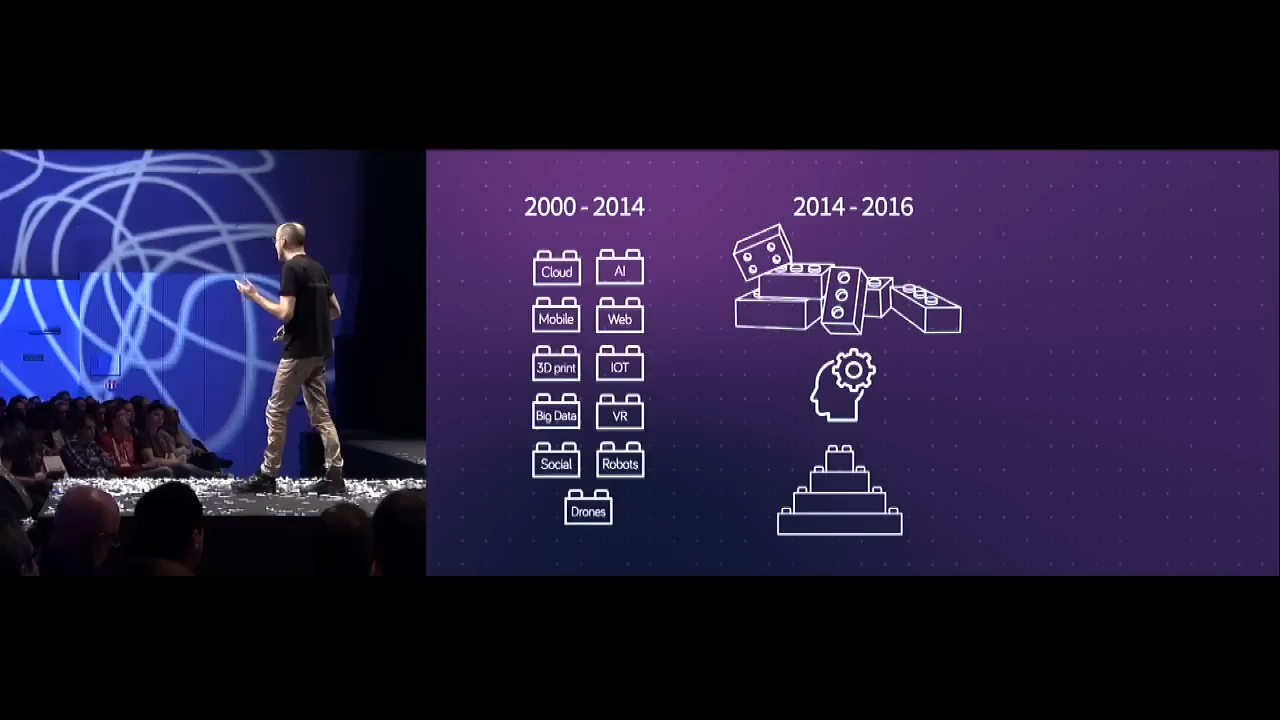 2000 - 2014
Cloud
AI
Mobile
Web
3D print
IOT
Big Data
VR
Social
Robots
Drones
2014 - 2016